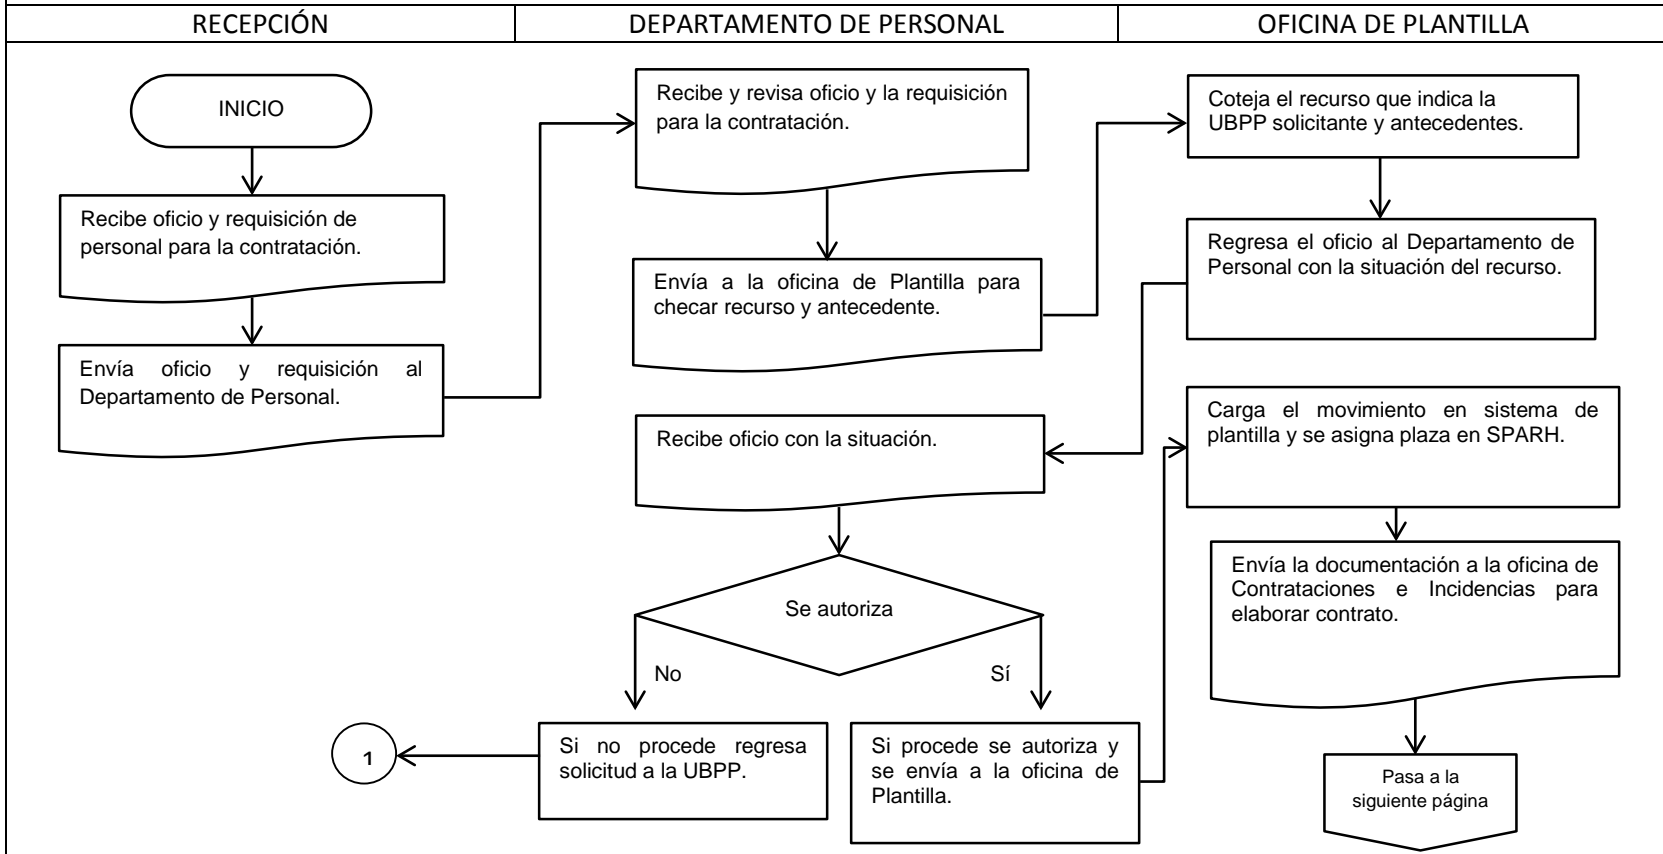 RECEPCIÓN
DEPARTAMENTO DE PERSONAL
OFICINA DE PLANTILLA
INICIO
Recibe oficio y requisición de
personal para la contratación.
Envía oficio y requisición al
Departamento de Personal.
Recibe y revisa oficio y la requisición
para la contratación.
Envía a la oficina de Plantilla para
checar recurso y antecedente.
Coteja el recurso que indica la
UBPP solicitante y antecedentes.
Regresa el oficio al Departamento de
Personal con la situación del recurso.
Recibe oficio con la situación.
Se autoriza
No
Sí
Si no procede regresa
solicitud a la UBPP.
1
Si procede se autoriza y
se envía a la oficina de
Plantilla.
Carga el movimiento en sistema de
plantilla y se asigna plaza en SPARH.
Envía la documentación a la oficina de
Contrataciones e Incidencias para
elaborar contrato.
Pasa a la
siguiente página